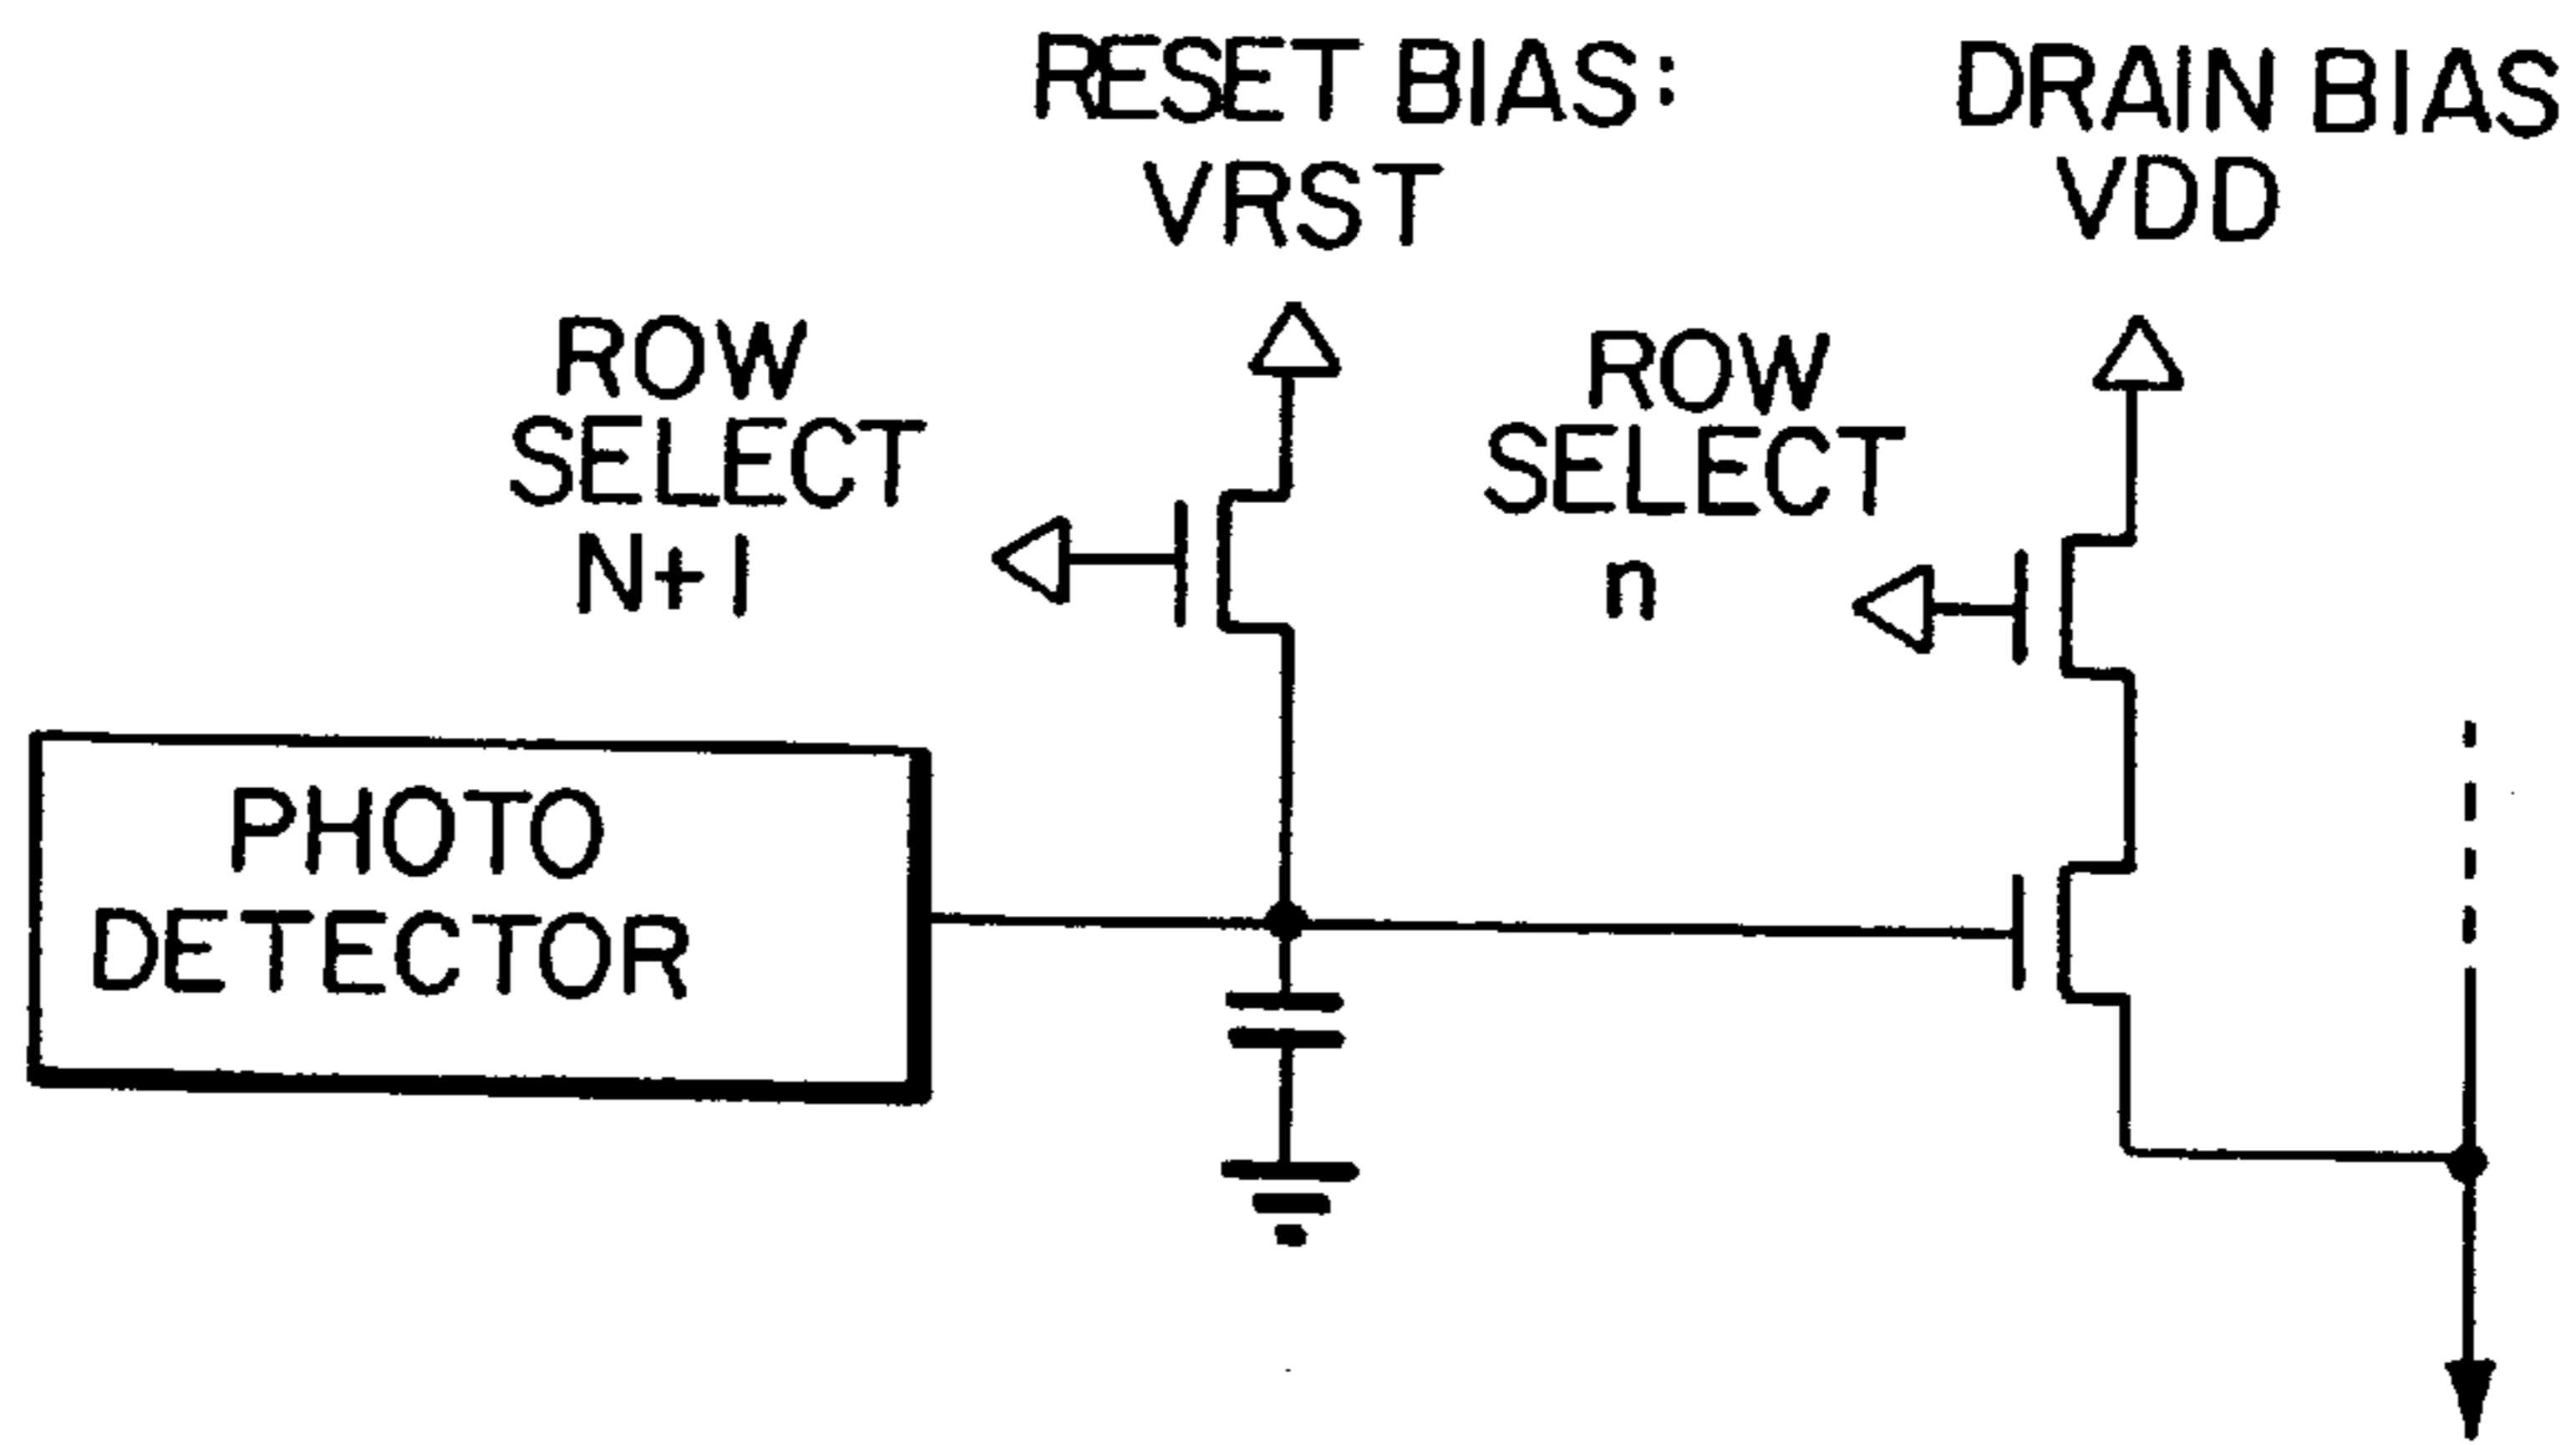 RESET BIAS:
VRST
DRAIN BIAS
VDD
ROW
SELECT
N+1
ROW
SELECT
n
PHOTO
DETECTOR